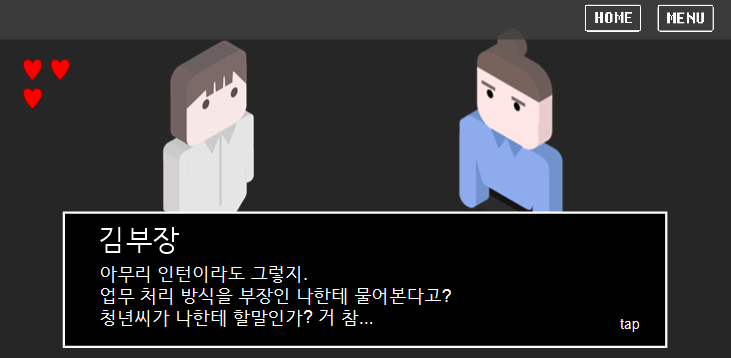 HOME MENU
김부장
아무리 인턴이라도 그렇지.
업무 처리 방식을 부장인 나한테 물어본다고?
청년씨가 나한테 할말인가? 거 참...
tap